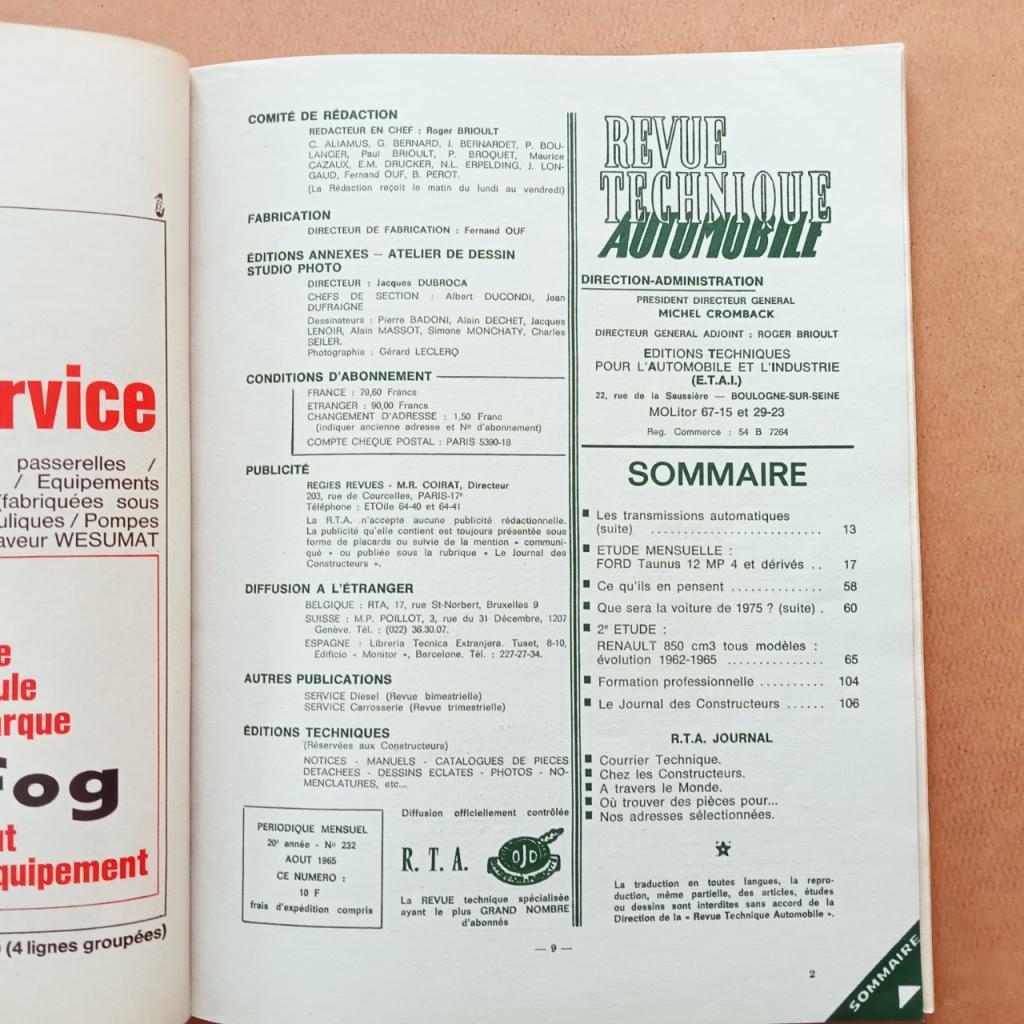 rvice
passerelles /
/ Equipements
(fabriquées sous
uliques / Pompes
aveur WESUMAT
e
ule
arque
fog
ut
quipement
(4 lignes groupées)
COMITÉ DE RÉDACTION
REDACTEUR EN CHEF : Roger BRIOULT
C. ALIAMUS, G. BERNARD, J. BERNARDET, P. BOU-
LANGER, Paul BRIOULT, P. BROQUET, Maurice
CAZAUX, E.M. DRUCKER, N.L. ERPELDING, J. LON-
GAUD, Fernand OUF, B. PEROT.
(La Rédaction reçoit le matin du lundi au vendredi)
FABRICATION
DIRECTEUR DE FABRICATION : Fernand OUF
ÉDITIONS ANNEXES — ATELIER DE DESSIN
STUDIO PHOTO
DIRECTEUR : Jacques DUBROCA
CHEFS DE SECTION : Albert DUCONDI, Jean
DUFRAIGNE
Dessinateurs : Pierre BADONI, Alain DECHET, Jacques
LENOIR, Alain MASSOT, Simone MONCHATY, Charles
SEILER.
Photographie : Gérard LECLERQ
CONDITIONS D'ABONNEMENT
FRANCE : 79,60 Francs
ETRANGER : 90,00 Francs
CHANGEMENT D'ADRESSE : 1,50 Franc
(indiquer ancienne adresse et N° d'abonnement)
COMPTE CHEQUE POSTAL : PARIS 5390-18
PUBLICITÉ
REGIES REVUES - M.R. COIRAT, Directeur
203, rue de Courcelles, PARIS-17e
Téléphone : ETOile 64-40 et 64-41
La R.T.A. n'accepte aucune publicité rédactionnelle.
La publicité qu'elle contient est toujours présentée sous
forme de placards ou suivie de la mention « communi-
qué » ou publiée sous la rubrique « Le Journal des
Constructeurs ».
DIFFUSION A L'ÉTRANGER
BELGIQUE : RTA, 17, rue St-Norbert, Bruxelles 9
SUISSE : M.P. POILLOT, 3, rue du 31 Décembre, 1207
Genève. Tél. : (022) 36.30.07.
ESPAGNE : Libreria Tecnica Extranjera. Tuset, 8-10,
Edificio « Monitor », Barcelone. Tél. : 227-27-34.
AUTRES PUBLICATIONS
SERVICE Diesel (Revue bimestrielle)
SERVICE Carrosserie (Revue trimestrielle)
ÉDITIONS TECHNIQUES
(Réservées aux Constructeurs)
NOTICES - MANUELS - CATALOGUES DE PIECES
DETACHEES - DESSINS ECLATES - PHOTOS - NO-
MENCLATURES, etc...
PERIODIQUE MENSUEL
20e année - No 232
AOUT 1965
CE NUMERO :
10 F
frais d'expédition compris
Diffusion officiellement contrôlée
R. T. A.
OJD
La REVUE technique spécialisée
ayant le plus GRAND NOMBRE
d'abonnés
REVUE
TECHNIQUE
AUTOMOBILE
DIRECTION-ADMINISTRATION
PRESIDENT DIRECTEUR GENERAL
MICHEL CROMBACK
DIRECTEUR GENERAL ADJOINT : ROGER BRIOULT
EDITIONS TECHNIQUES
POUR L'AUTOMOBILE ET L'INDUSTRIE
(E.T.A.I.)
22, rue de la Saussière — BOULOGNE-SUR-SEINE
MOLitor 67-15 et 29-23
Reg. Commerce : 54 B 7264
SOMMAIRE
Les transmissions automatiques
(suite) ........................ 13
ETUDE MENSUELLE :
FORD Taunus 12 MP 4 et dérivés .. 17
Ce qu'ils en pensent ............. 58
Que sera la voiture de 1975 ? (suite) . 60
2e ETUDE :
RENAULT 850 cm3 tous modèles :
évolution 1962-1965 .............. 65
Formation professionnelle .......... 104
Le Journal des Constructeurs ...... 106
R.T.A. JOURNAL
Courrier Technique.
Chez les Constructeurs.
A travers le Monde.
Où trouver des pièces pour...
Nos adresses sélectionnées.
La traduction en toutes langues, la repro-
duction, même partielle, des articles, études
ou dessins sont interdites sans accord de la
Direction de la « Revue Technique Automobile ».
— 9 —
2
SOMMAIRE